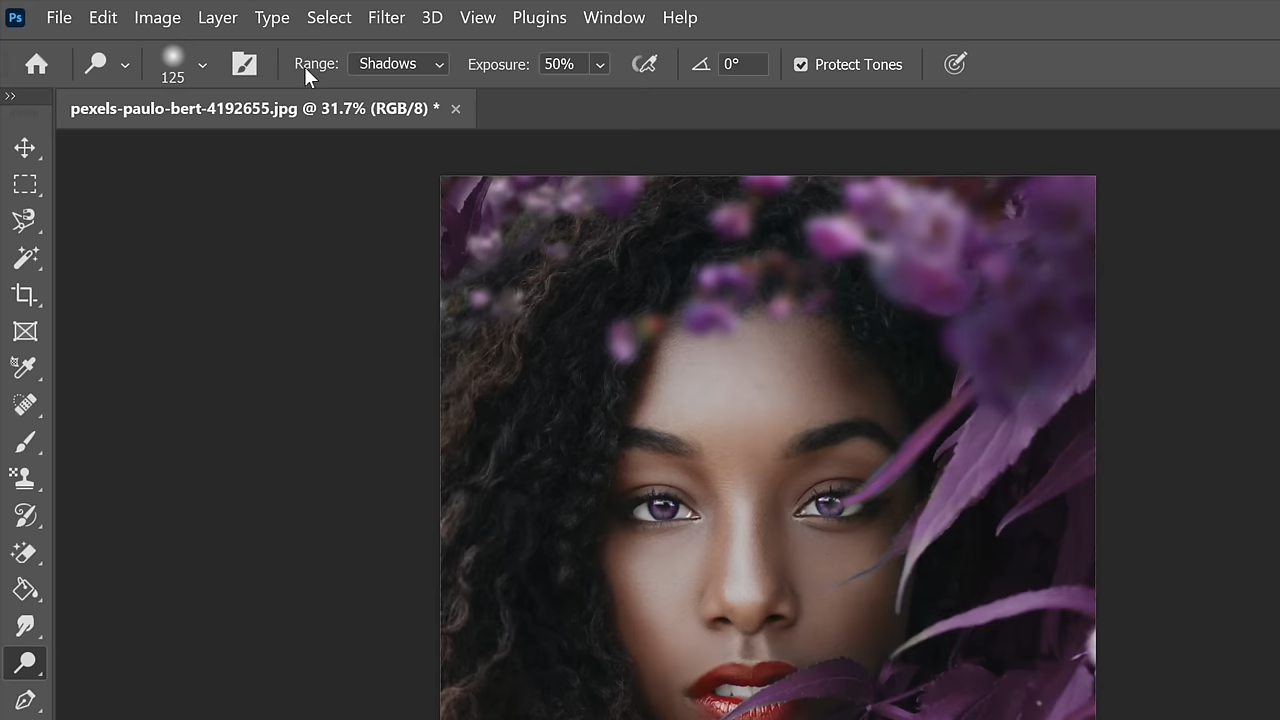 Ps File Edit Image Layer Type Select Filter 3D View Plugins Window Help
125 Range: Shadows Exposure: 50% 0° Protect Tones
pexels-paulo-bert-4192655.jpg @ 31.7% (RGB/8) * ×